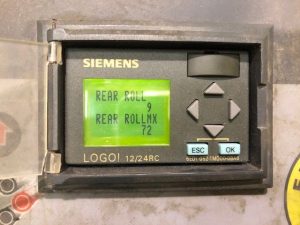 SIEMENS
REAR ROLL
9
REAR ROLLMX
72
LOGO! 12/24RC
ESC
OK